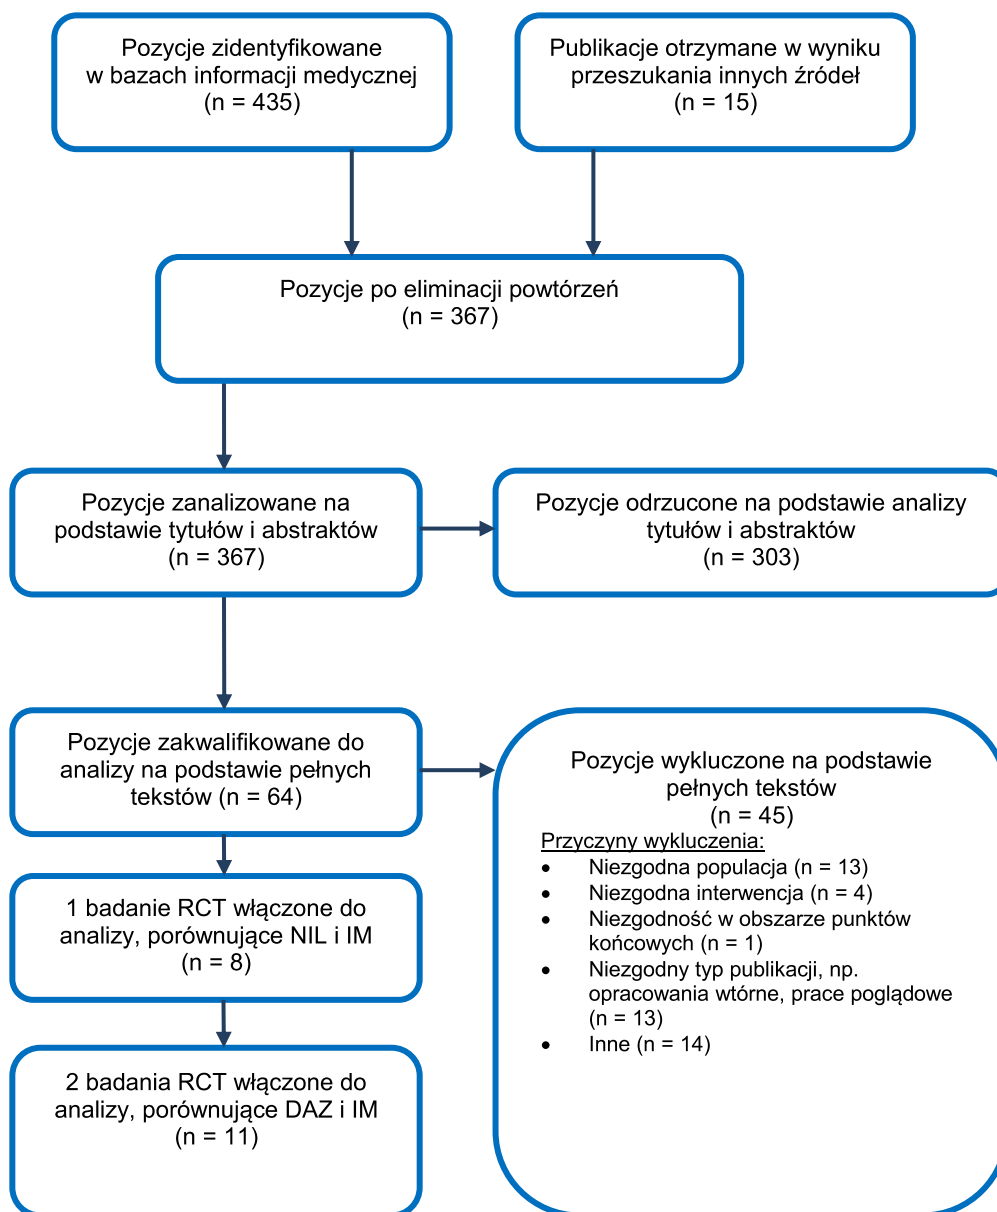 Pozycje zidentyfikowane
w bazach informacji medycznej
(n = 435)
Publikacje otrzymane w wyniku
przeszukania innych źródeł
(n = 15)
Pozycje po eliminacji powtórzeń
(n = 367)
Pozycje zanalizowane na
podstawie tytułów i abstraktów
(n = 367)
Pozycje odrzucone na podstawie analizy
tytułów i abstraktów
(n = 303)
Pozycje zakwalifikowane do
analizy na podstawie pełnych
tekstów (n = 64)
Pozycje wykluczone na podstawie
pełnych tekstów
(n = 45)
Przyczyny wykluczenia:
• Niezgodna populacja (n = 13)
• Niezgodna interwencja (n = 4)
• Niezgodność w obszarze punktów
końcowych (n = 1)
• Niezgodny typ publikacji, np.
opracowania wtórne, prace poglądowe
(n = 13)
• Inne (n = 14)
1 badanie RCT włączone do
analizy, porównujące NIL i IM
(n = 8)
2 badania RCT włączone do
analizy, porównujące DAZ i IM
(n = 11)